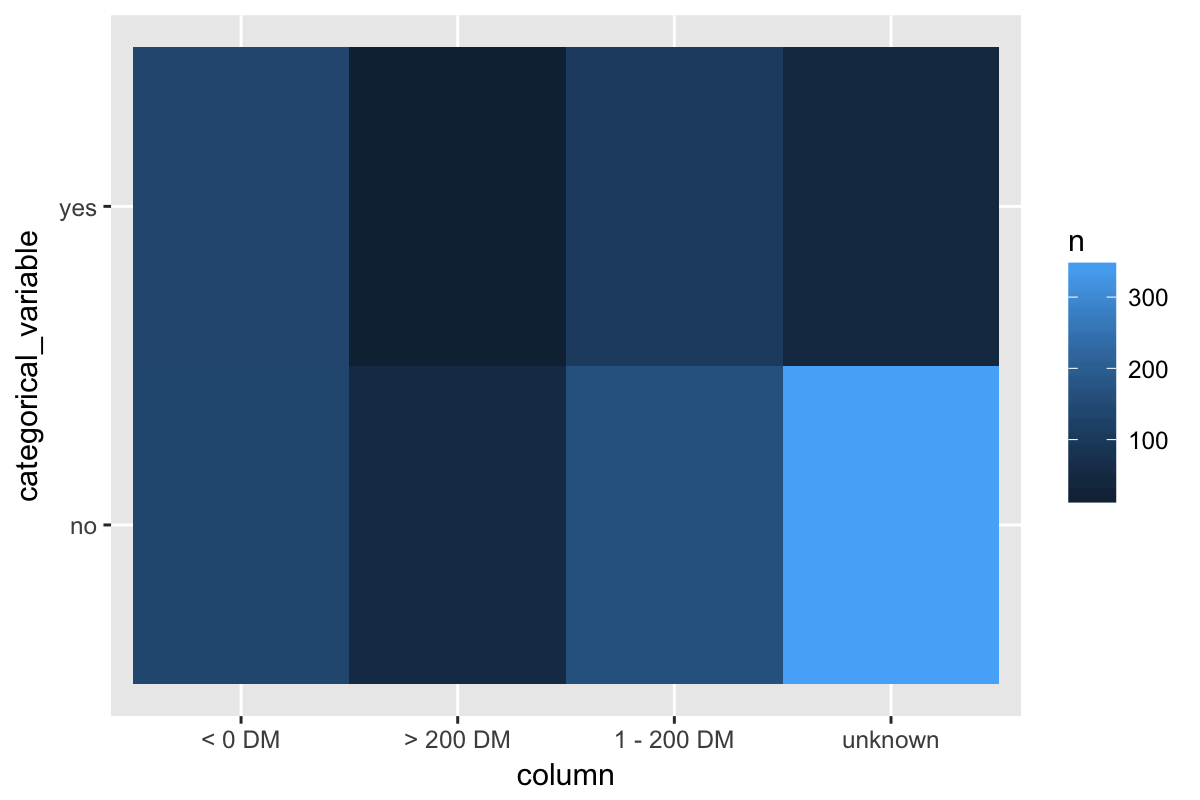 categorical_variable
yes
no
< 0 DM
> 200 DM
1 - 200 DM
unknown
column
n
300
200
100